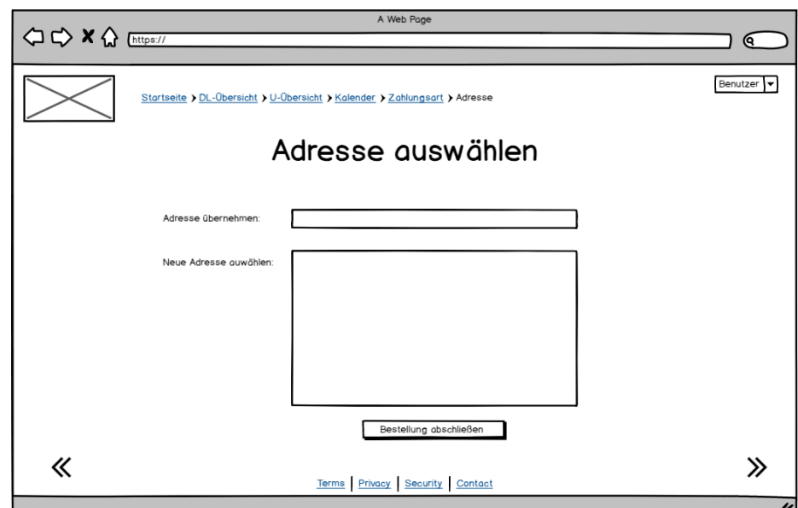 A Web Page
https://
Benutzer
Startseite > DL-Übersicht > U-Übersicht > Kalender > Zahlungsart > Adresse
Adresse auswählen
Adresse übernehmen:
Neue Adresse auwählen:
Bestellung abschließen
Terms | Privacy | Security | Contact